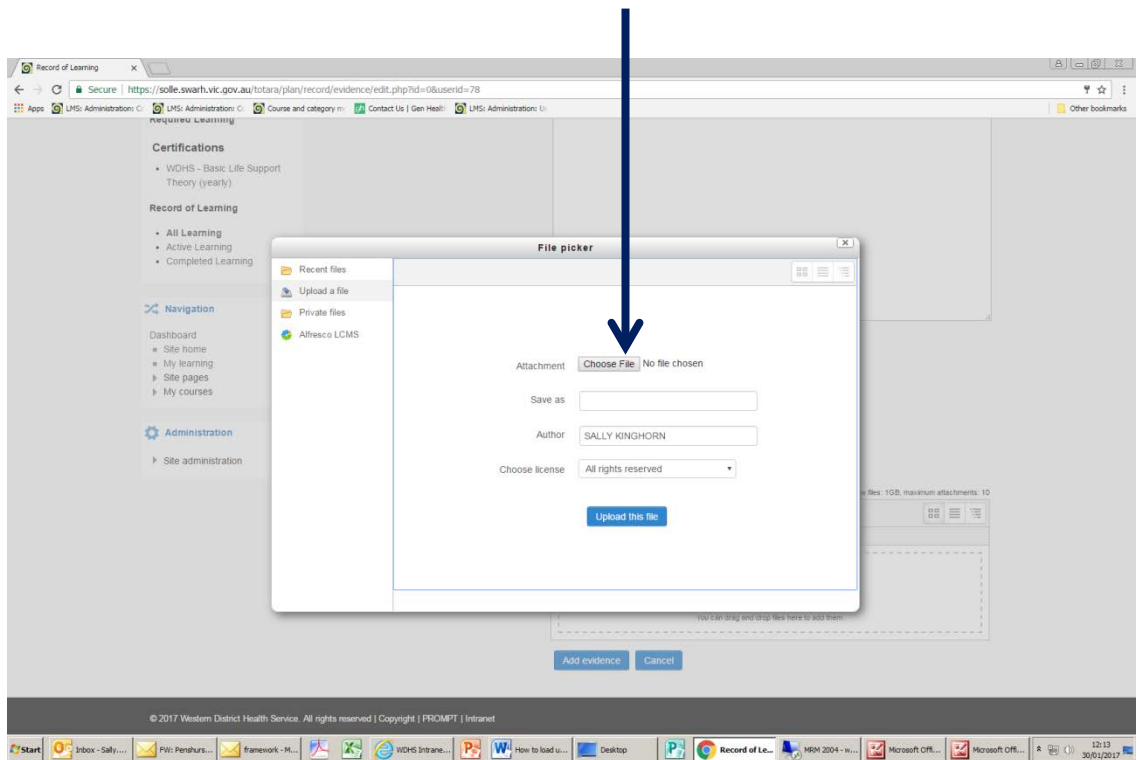 Record of Learning
Secure | https://solle.swarh.vic.gov.au/totara/plan/record/evidence/edit.php?id=0&userid=78
Apps LMS: Administration: C LMS: Administration: C Course and category m Contact Us | Gen Healt LMS: Administration: U Other bookmarks
Required Learning
Certifications
• WDHS - Basic Life Support
Theory (yearly)
Record of Learning
• All Learning
• Active Learning
• Completed Learning
Navigation
Dashboard
Site home
My learning
Site pages
My courses
Administration
Site administration
File picker
Recent files
Upload a file
Private files
Alfresco LCMS
Attachment Choose File No file chosen
Save as
Author SALLY KINGHORN
Choose license All rights reserved
Upload this file
files: 1GB, maximum attachments: 10
You can drag and drop files here to add them.
Add evidence Cancel
© 2017 Western District Health Service. All rights reserved | Copyright | PROMPT | Intranet
Start Inbox - Sally.... FW: Penshurs... framework - M... WDHS Intrane... How to load u... Desktop Record of Le... MRM 2004 - w... Microsoft Offi... Microsoft Offi... 12:13
30/01/2017